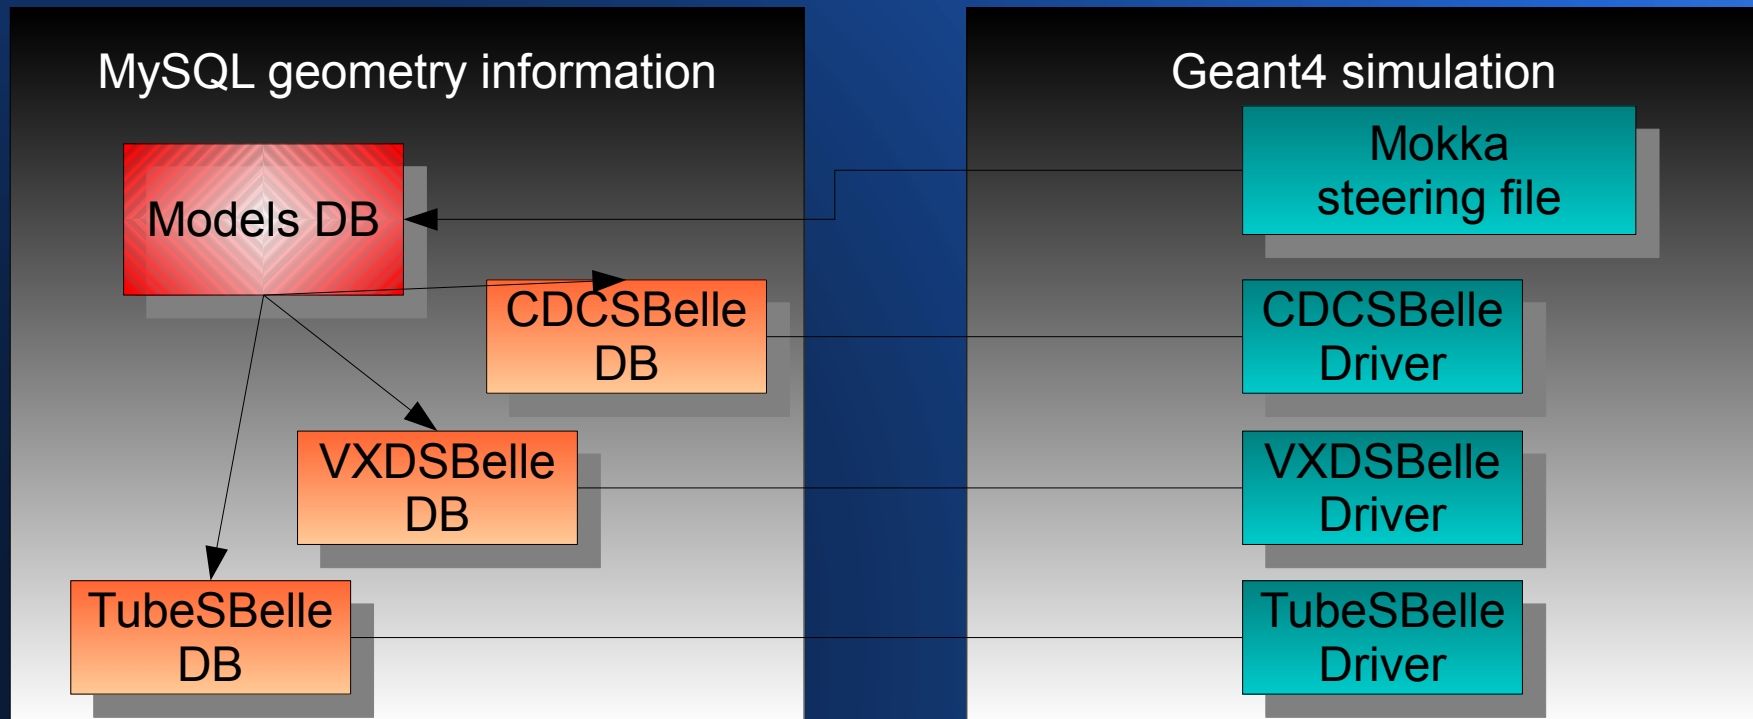 MySQL geometry information
Models DB
CDCSBelle
DB
VXDSBelle
DB
TubeSBelle
DB
Geant4 simulation
Mokka
steering file
CDCSBelle
Driver
VXDSBelle
Driver
TubeSBelle
Driver